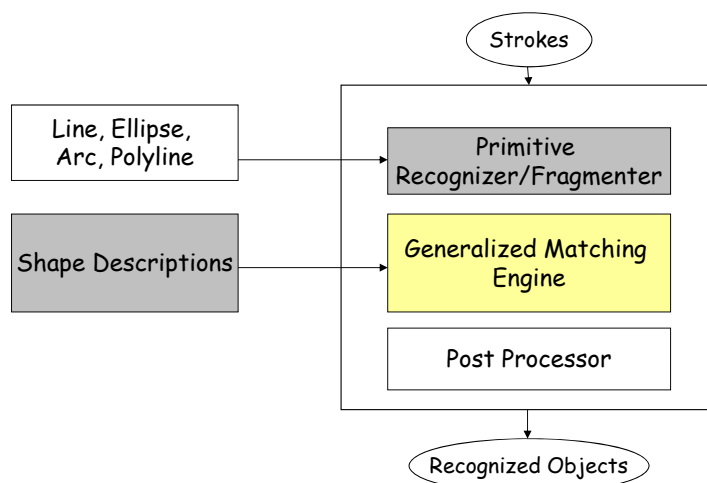 Strokes
Line, Ellipse,
Arc, Polyline
Primitive
Recognizer/Fragmenter
Shape Descriptions
Generalized Matching
Engine
Post Processor
Recognized Objects